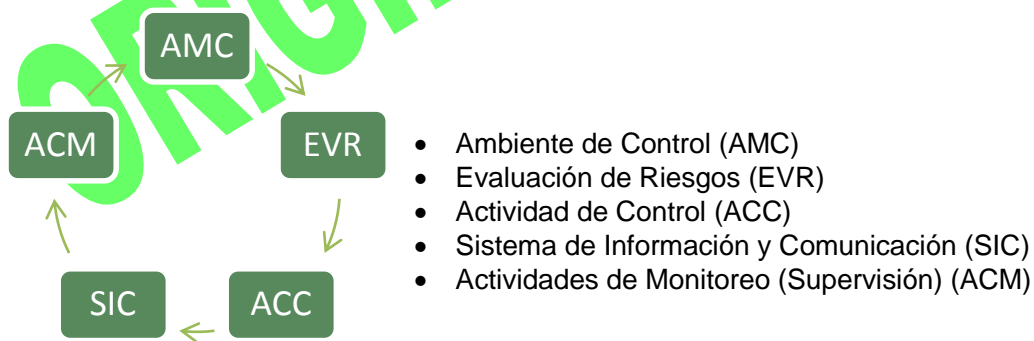 AMC
ACM
EVR
SIC
ACC
• Ambiente de Control (AMC)
• Evaluación de Riesgos (EVR)
• Actividad de Control (ACC)
• Sistema de Información y Comunicación (SIC)
• Actividades de Monitoreo (Supervisión) (ACM)